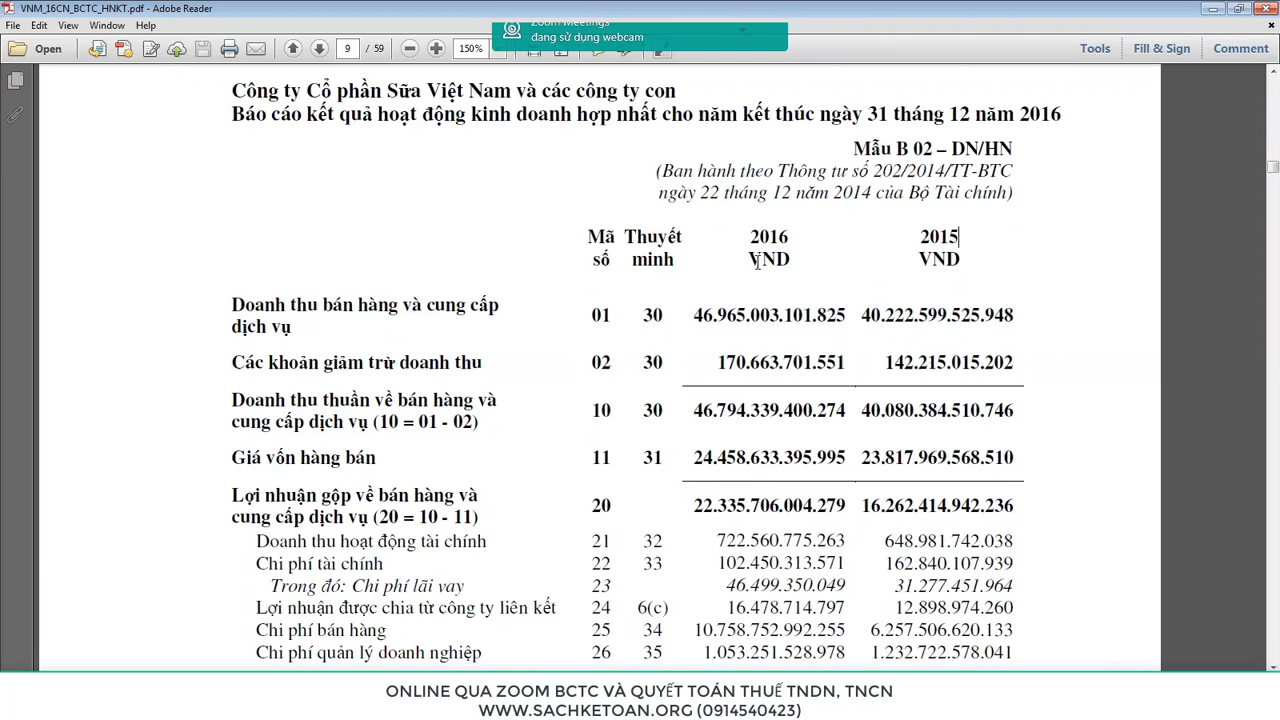 VNM_16CN_BCTC_HNKT.pdf - Adobe Reader
File Edit View Window Help
Zoom Meetings
đang sử dụng webcam
Open 9 / 59 150% Tools Fill & Sign Comment
Công ty Cổ phần Sữa Việt Nam và các công ty con
Báo cáo kết quả hoạt động kinh doanh hợp nhất cho năm kết thúc ngày 31 tháng 12 năm 2016
Mẫu B 02 – DN/HN
(Ban hành theo Thông tư số 202/2014/TT-BTC
ngày 22 tháng 12 năm 2014 của Bộ Tài chính)
Mã Thuyết 2016 2015
số minh VND VND
Doanh thu bán hàng và cung cấp
dịch vụ 01 30 46.965.003.101.825 40.222.599.525.948
Các khoản giảm trừ doanh thu 02 30 170.663.701.551 142.215.015.202
Doanh thu thuần về bán hàng và
cung cấp dịch vụ (10 = 01 - 02) 10 30 46.794.339.400.274 40.080.384.510.746
Giá vốn hàng bán 11 31 24.458.633.395.995 23.817.969.568.510
Lợi nhuận gộp về bán hàng và
cung cấp dịch vụ (20 = 10 - 11) 20 22.335.706.004.279 16.262.414.942.236
Doanh thu hoạt động tài chính 21 32 722.560.775.263 648.981.742.038
Chi phí tài chính 22 33 102.450.313.571 162.840.107.939
Trong đó: Chi phí lãi vay 23 46.499.350.049 31.277.451.964
Lợi nhuận được chia từ công ty liên kết 24 6(c) 16.478.714.797 12.898.974.260
Chi phí bán hàng 25 34 10.758.752.992.255 6.257.506.620.133
Chi phí quản lý doanh nghiệp 26 35 1.053.251.528.978 1.232.722.578.041
ONLINE QUA ZOOM BCTC VÀ QUYẾT TOÁN THUẾ TNDN, TNCN
WWW.SACHKETOAN.ORG (0914540423)